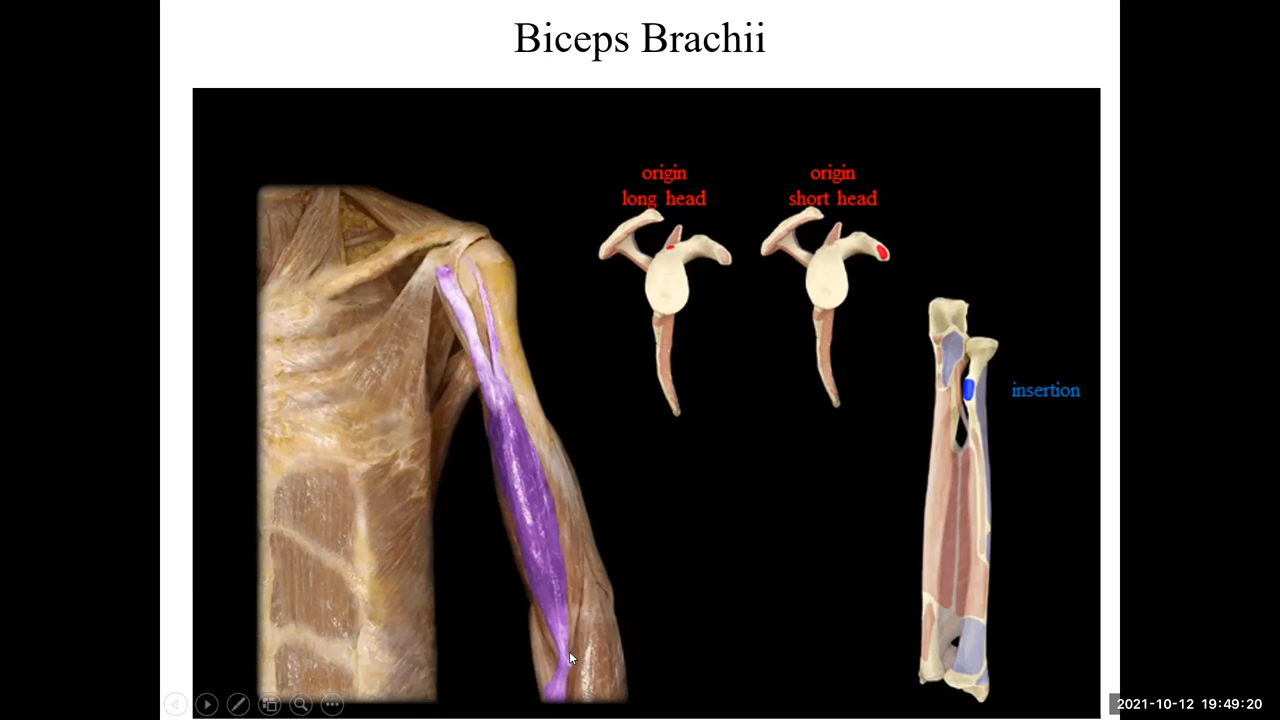 Biceps Brachii
origin
long head
origin
short head
insertion
2021-10-12 19:49:20